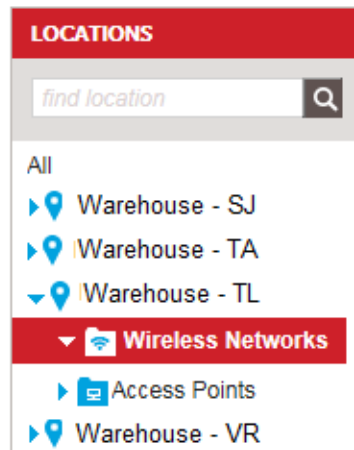 LOCATIONS
find location
All
Warehouse - SJ
Warehouse - TA
Warehouse - TL
Wireless Networks
Access Points
Warehouse - VR